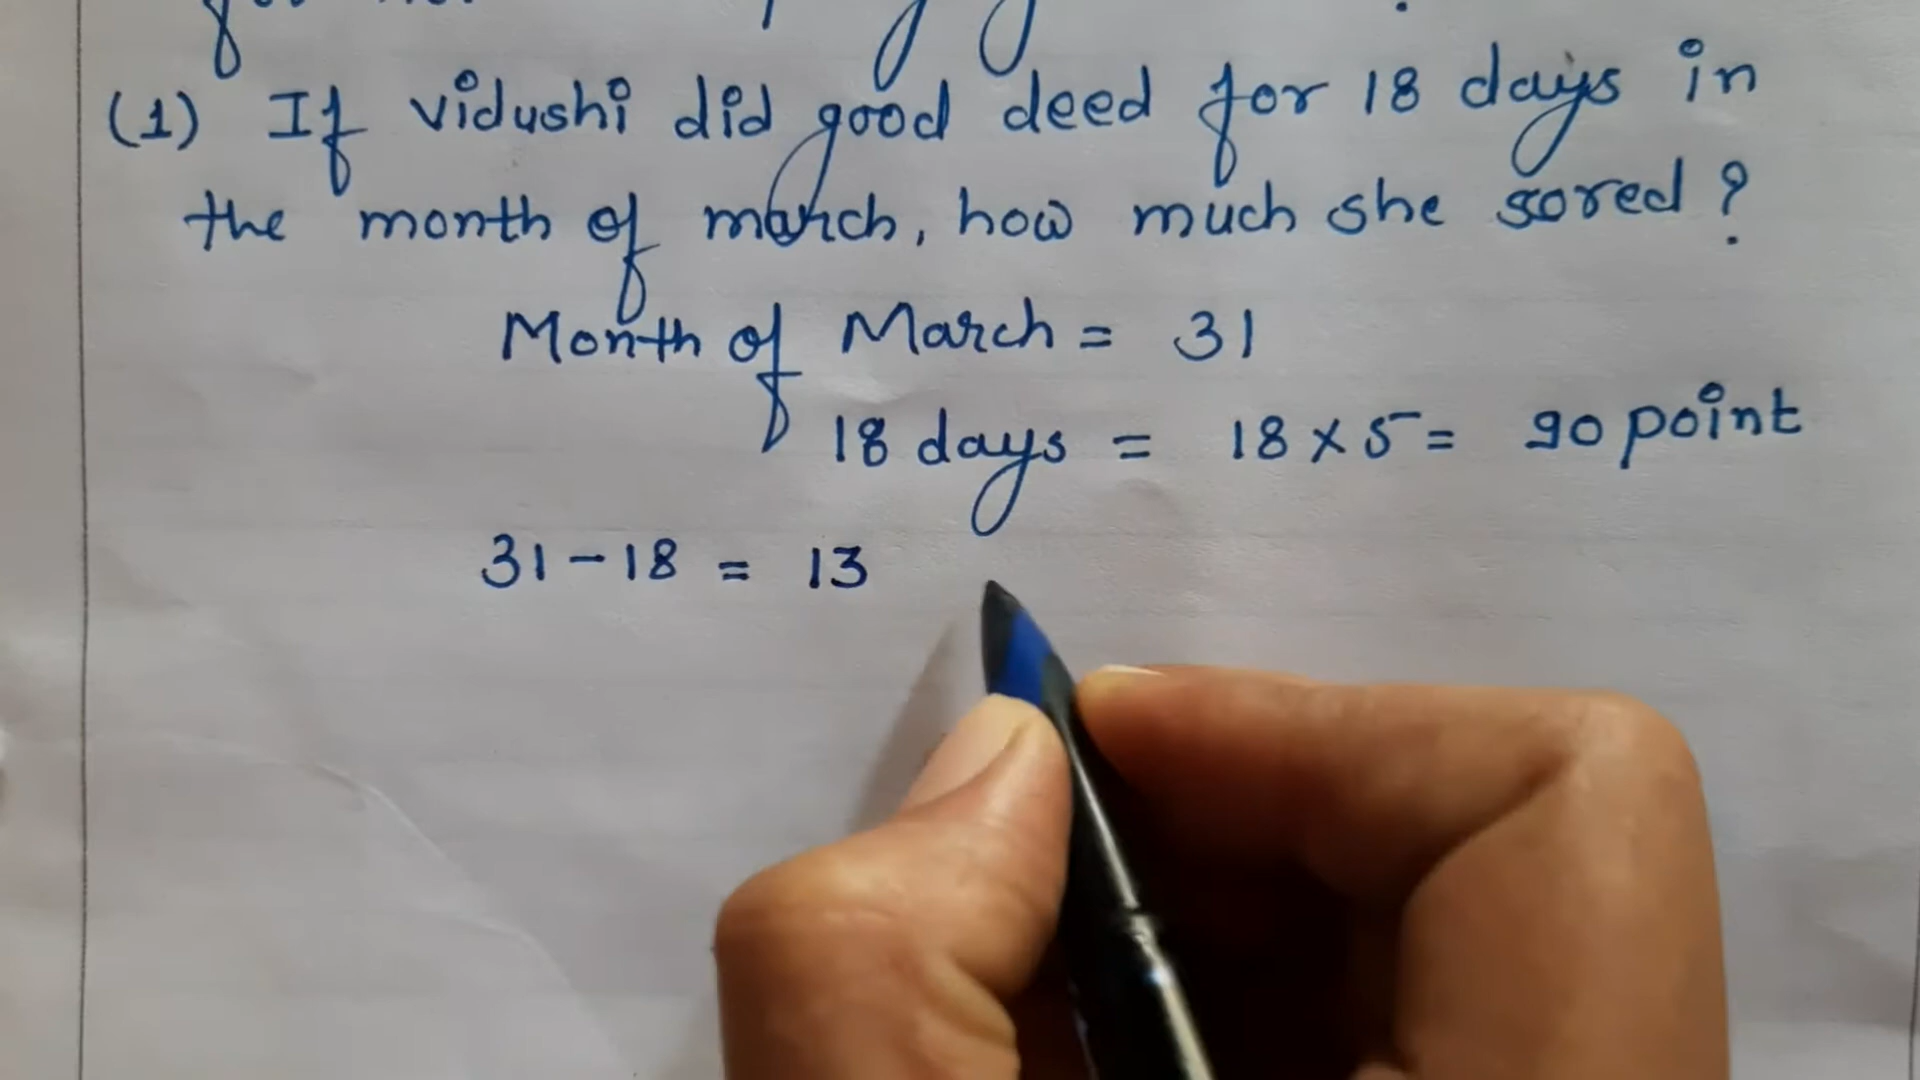 (1) If vidushi did good deed for 18 days in
the month of march, how much she sored ?
Month of March = 31
18 days = 18 × 5 = 90 point
31 - 18 = 13